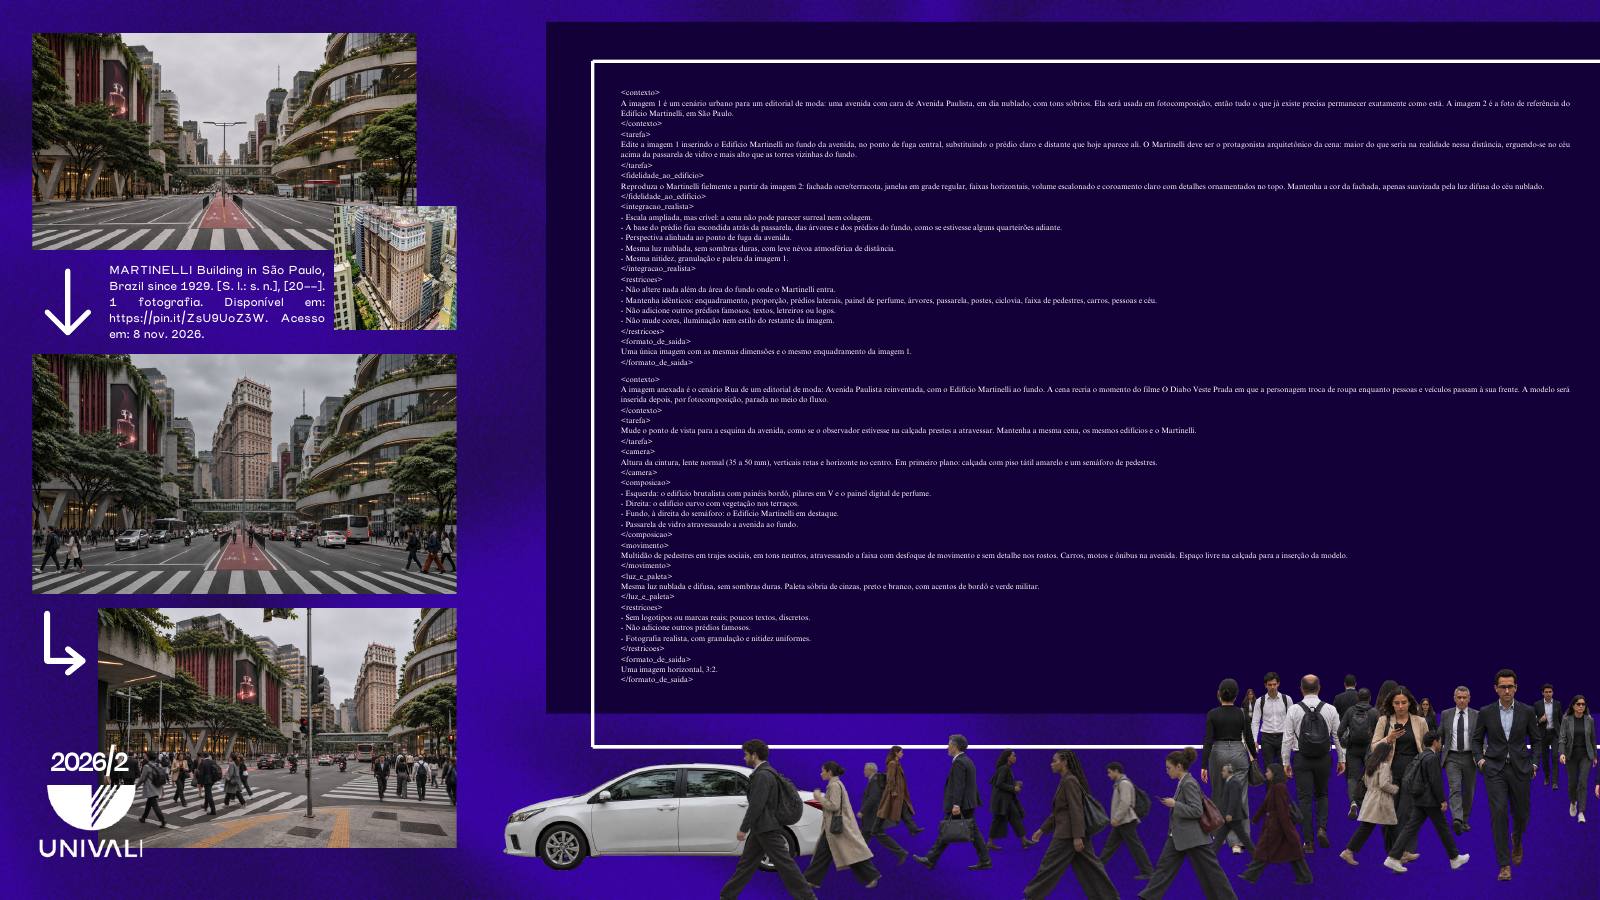 MARTINELLI Building in São Paulo,
Brazil since 1929. [S. l.: s. n.], [20--].
1 fotografia. Disponível em:
https://pin.it/ZsU9UoZ3W. Acesso
em: 8 nov. 2026.
2026/2
UNIVALI
<contexto>
A imagem 1 é um cenário urbano para um editorial de moda: uma avenida com cara de Avenida Paulista, em dia nublado, com tons sóbrios. Ela será usada em fotocomposição, então tudo o que já existe precisa permanecer exatamente como está. A imagem 2 é a foto de referência do
Edifício Martinelli, em São Paulo.
</contexto>
<tarefa>
Edite a imagem 1 inserindo o Edifício Martinelli no fundo da avenida, no ponto de fuga central, substituindo o prédio claro e distante que hoje aparece ali. O Martinelli deve ser o protagonista arquitetônico da cena: maior do que seria na realidade nessa distância, erguendo-se no céu
acima da passarela de vidro e mais alto que as torres vizinhas do fundo.
</tarefa>
<fidelidade_ao_edificio>
Reproduza o Martinelli fielmente a partir da imagem 2: fachada ocre/terracota, janelas em grade regular, faixas horizontais, volume escalonado e coroamento claro com detalhes ornamentados no topo. Mantenha a cor da fachada, apenas suavizada pela luz difusa do céu nublado.
</fidelidade_ao_edificio>
<integracao_realista>
- Escala ampliada, mas crível: a cena não pode parecer surreal nem colagem.
- A base do prédio fica escondida atrás da passarela, das árvores e dos prédios do fundo, como se estivesse alguns quarteirões adiante.
- Perspectiva alinhada ao ponto de fuga da avenida.
- Mesma luz nublada, sem sombras duras, com leve névoa atmosférica de distância.
- Mesma nitidez, granulação e paleta da imagem 1.
</integracao_realista>
<restricoes>
- Não altere nada além da área do fundo onde o Martinelli entra.
- Mantenha idênticos: enquadramento, proporção, prédios laterais, painel de perfume, árvores, passarela, postes, ciclovia, faixa de pedestres, carros, pessoas e céu.
- Não adicione outros prédios famosos, textos, letreiros ou logos.
- Não mude cores, iluminação nem estilo do restante da imagem.
</restricoes>
<formato_de_saida>
Uma única imagem com as mesmas dimensões e o mesmo enquadramento da imagem 1.
</formato_de_saida>
<contexto>
A imagem anexada é o cenário Rua de um editorial de moda: Avenida Paulista reinventada, com o Edifício Martinelli ao fundo. A cena recria o momento do filme O Diabo Veste Prada em que a personagem troca de roupa enquanto pessoas e veículos passam à sua frente. A modelo será
inserida depois, por fotocomposição, parada no meio do fluxo.
</contexto>
<tarefa>
Mude o ponto de vista para a esquina da avenida, como se o observador estivesse na calçada prestes a atravessar. Mantenha a mesma cena, os mesmos edifícios e o Martinelli.
</tarefa>
<camera>
Altura da cintura, lente normal (35 a 50 mm), verticais retas e horizonte no centro. Em primeiro plano: calçada com piso tátil amarelo e um semáforo de pedestres.
</camera>
<composicao>
- Esquerda: o edifício brutalista com painéis bordô, pilares em V e o painel digital de perfume.
- Direita: o edifício curvo com vegetação nos terraços.
- Fundo, à direita do semáforo: o Edifício Martinelli em destaque.
- Passarela de vidro atravessando a avenida ao fundo.
</composicao>
<movimento>
Multidão de pedestres em trajes sociais, em tons neutros, atravessando a faixa com desfoque de movimento e sem detalhe nos rostos. Carros, motos e ônibus na avenida. Espaço livre na calçada para a inserção da modelo.
</movimento>
<luz_e_paleta>
Mesma luz nublada e difusa, sem sombras duras. Paleta sóbria de cinzas, preto e branco, com acentos de bordô e verde militar.
</luz_e_paleta>
<restricoes>
- Sem logotipos ou marcas reais; poucos textos, discretos.
- Não adicione outros prédios famosos.
- Fotografia realista, com granulação e nitidez uniformes.
</restricoes>
<formato_de_saida>
Uma imagem horizontal, 3:2.
</formato_de_saida>